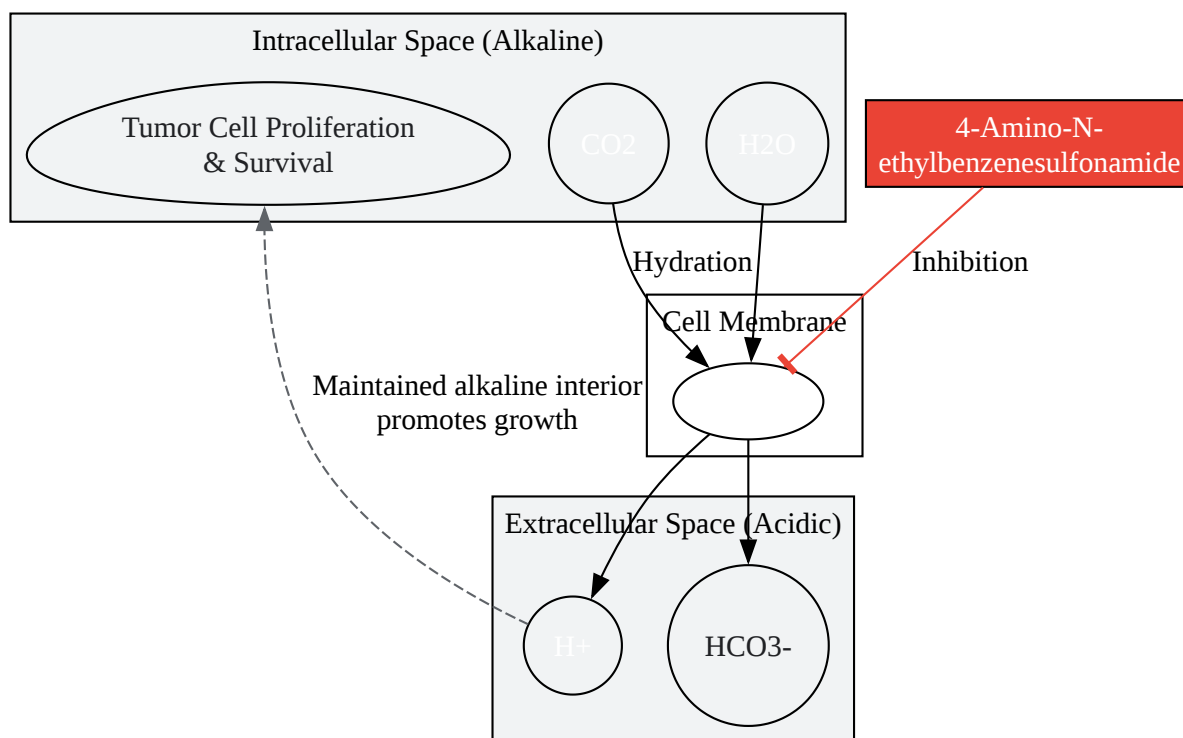 Intracellular Space (Alkaline)
Tumor Cell Proliferation
& Survival
CO2
H2O
4-Amino-N-
ethylbenzenesulfonamide
Hydration
Inhibition
Cell Membrane
Maintained alkaline interior
promotes growth
Extracellular Space (Acidic)
H+
HCO3-